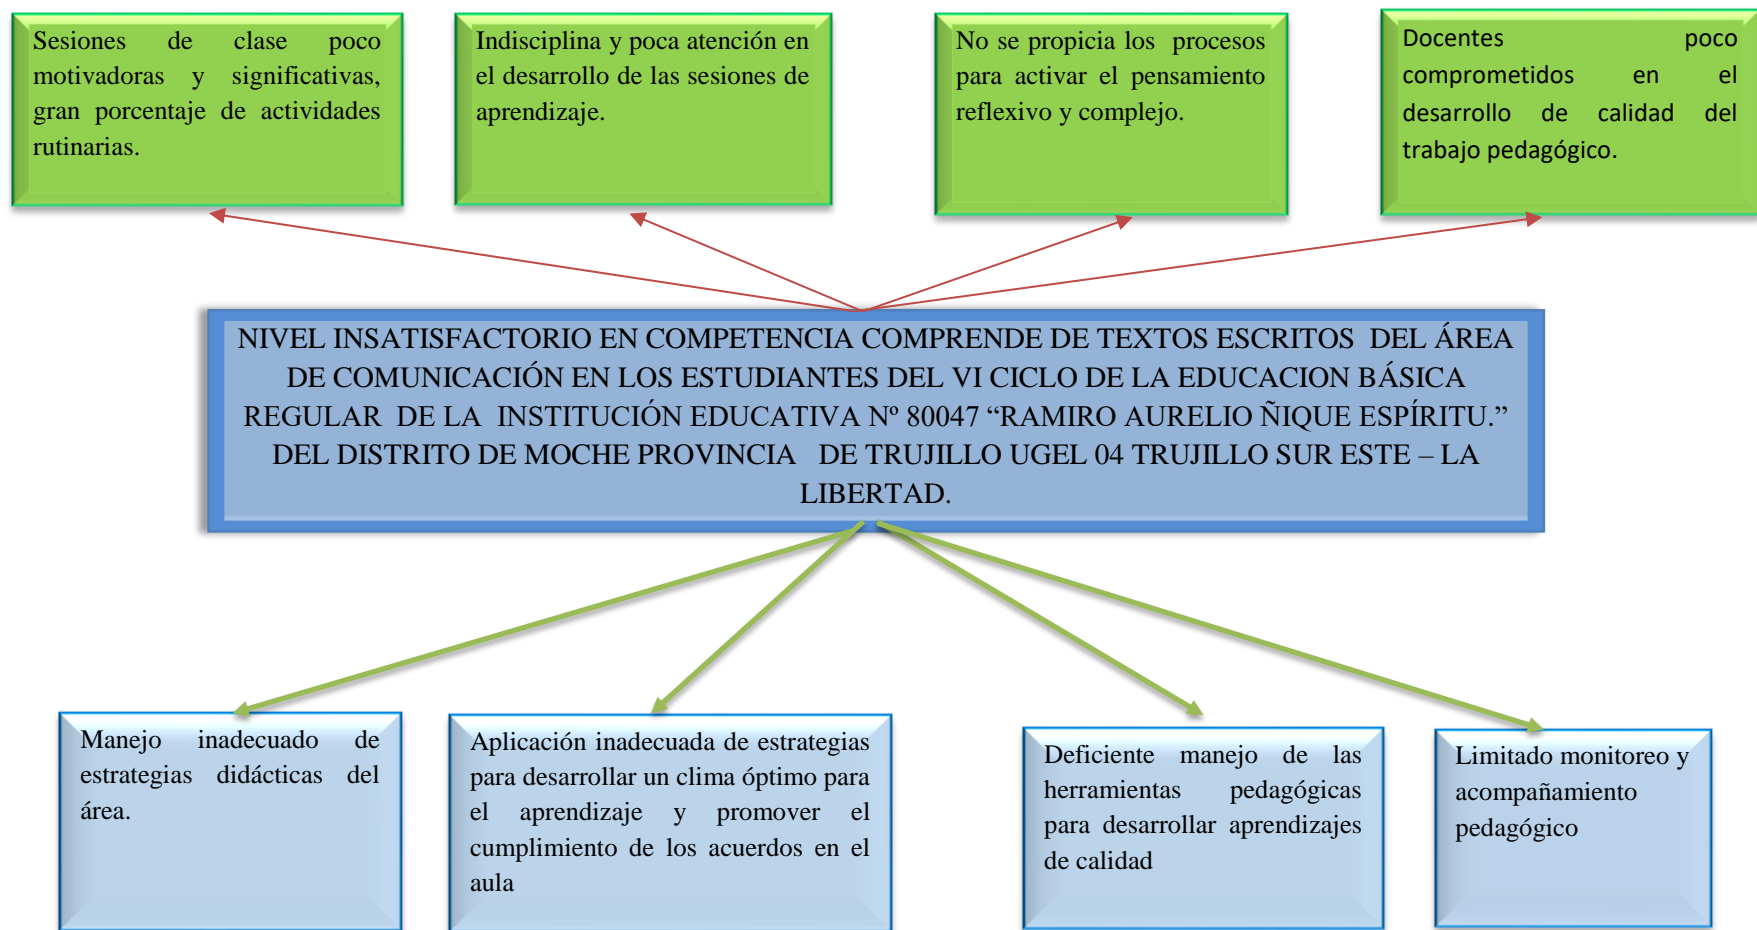 Sesiones de clase poco
motivadoras y significativas,
gran porcentaje de actividades
rutinarias.
Indisciplina y poca atención en
el desarrollo de las sesiones de
aprendizaje.
No se propicia los procesos
para activar el pensamiento
reflexivo y complejo.
Docentes poco
comprometidos en el
desarrollo de calidad del
trabajo pedagógico.
NIVEL INSATISFACTORIO EN COMPETENCIA COMPRENDE DE TEXTOS ESCRITOS DEL ÁREA
DE COMUNICACIÓN EN LOS ESTUDIANTES DEL VI CICLO DE LA EDUCACION BÁSICA
REGULAR DE LA INSTITUCIÓN EDUCATIVA Nº 80047 “RAMIRO AURELIO ÑIQUE ESPÍRITU.”
DEL DISTRITO DE MOCHE PROVINCIA DE TRUJILLO UGEL 04 TRUJILLO SUR ESTE – LA
LIBERTAD.
Manejo inadecuado de
estrategias didácticas del
área.
Aplicación inadecuada de estrategias
para desarrollar un clima óptimo para
el aprendizaje y promover el
cumplimiento de los acuerdos en el
aula
Deficiente manejo de las
herramientas pedagógicas
para desarrollar aprendizajes
de calidad
Limitado monitoreo y
acompañamiento
pedagógico